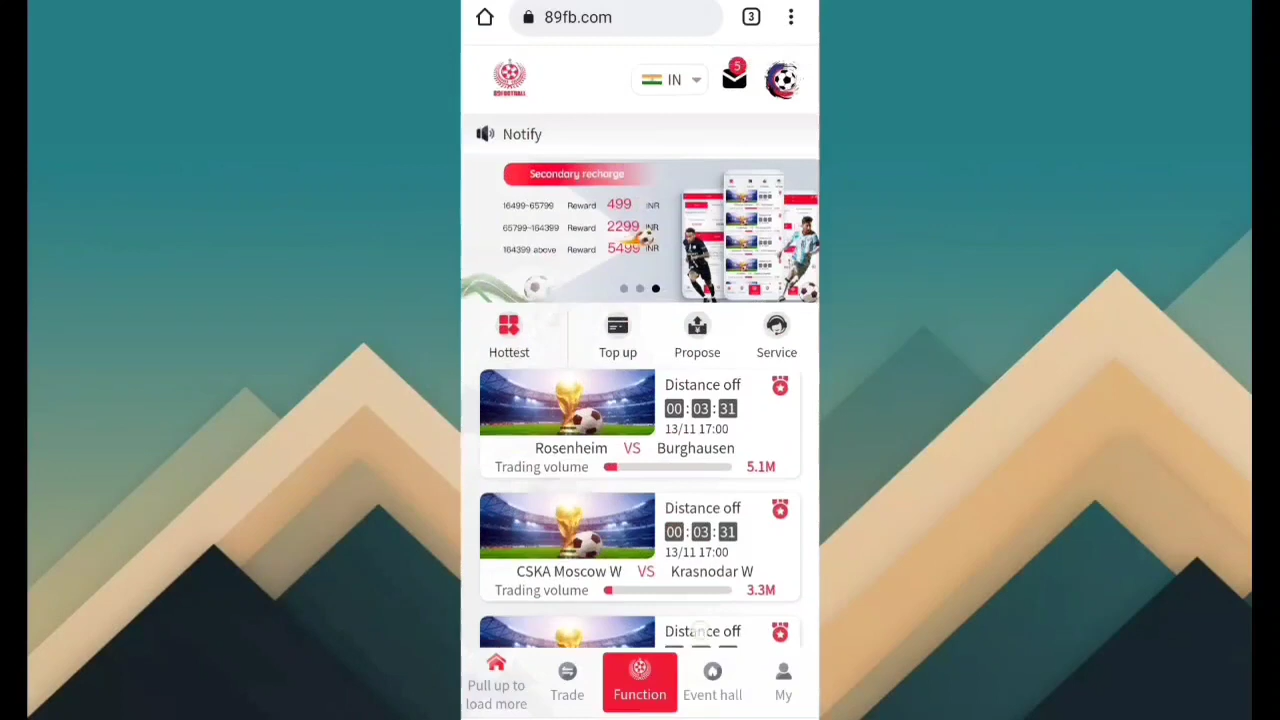 89fb.com
3
89FOOTBALL
IN
5
Notify
Secondary recharge
16499-65799 Reward 499 INR
65799-164399 Reward 2299 INR
164399 above Reward 5499 INR
Hottest
Top up
Propose
Service
Distance off
00:03:31
13/11 17:00
Rosenheim VS Burghausen
Trading volume 5.1M
Distance off
00:03:31
13/11 17:00
CSKA Moscow W VS Krasnodar W
Trading volume 3.3M
Distance off
Pull up to
load more
Trade
Function
Event hall
My